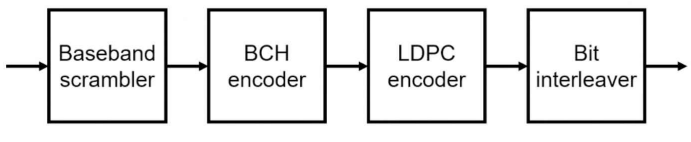 Baseband
scrambler
BCH
encoder
LDPC
encoder
Bit
interleaver